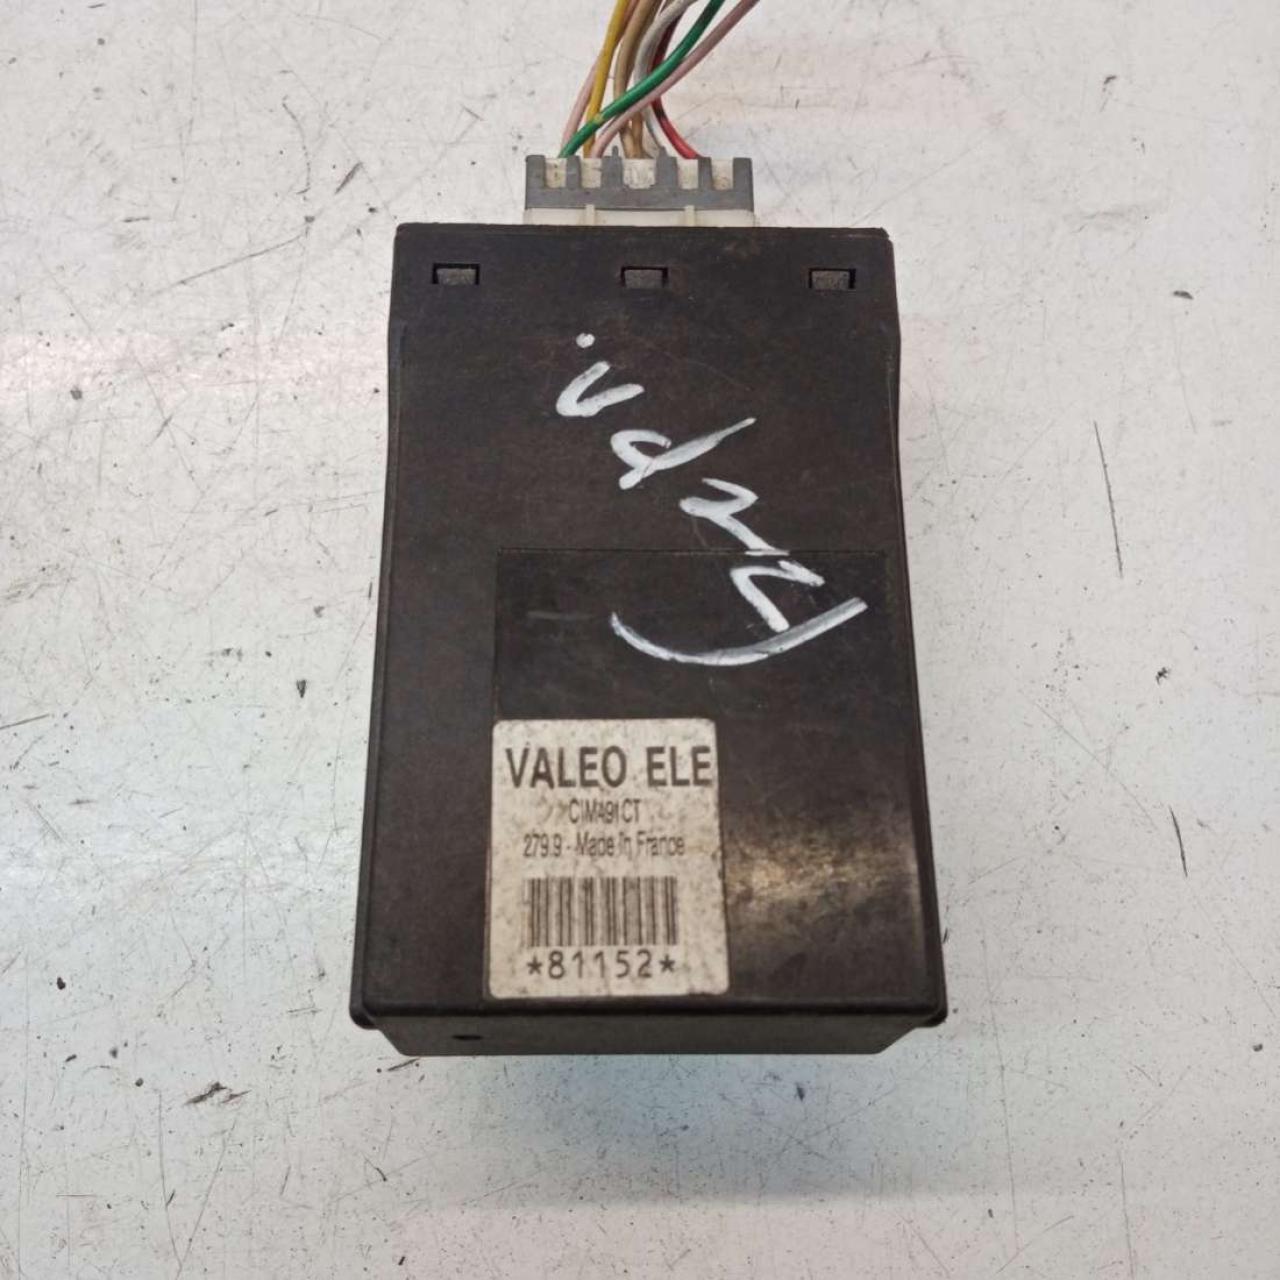 VALEO ELE
CIM491CT
279.9 - Made In France
*81152*